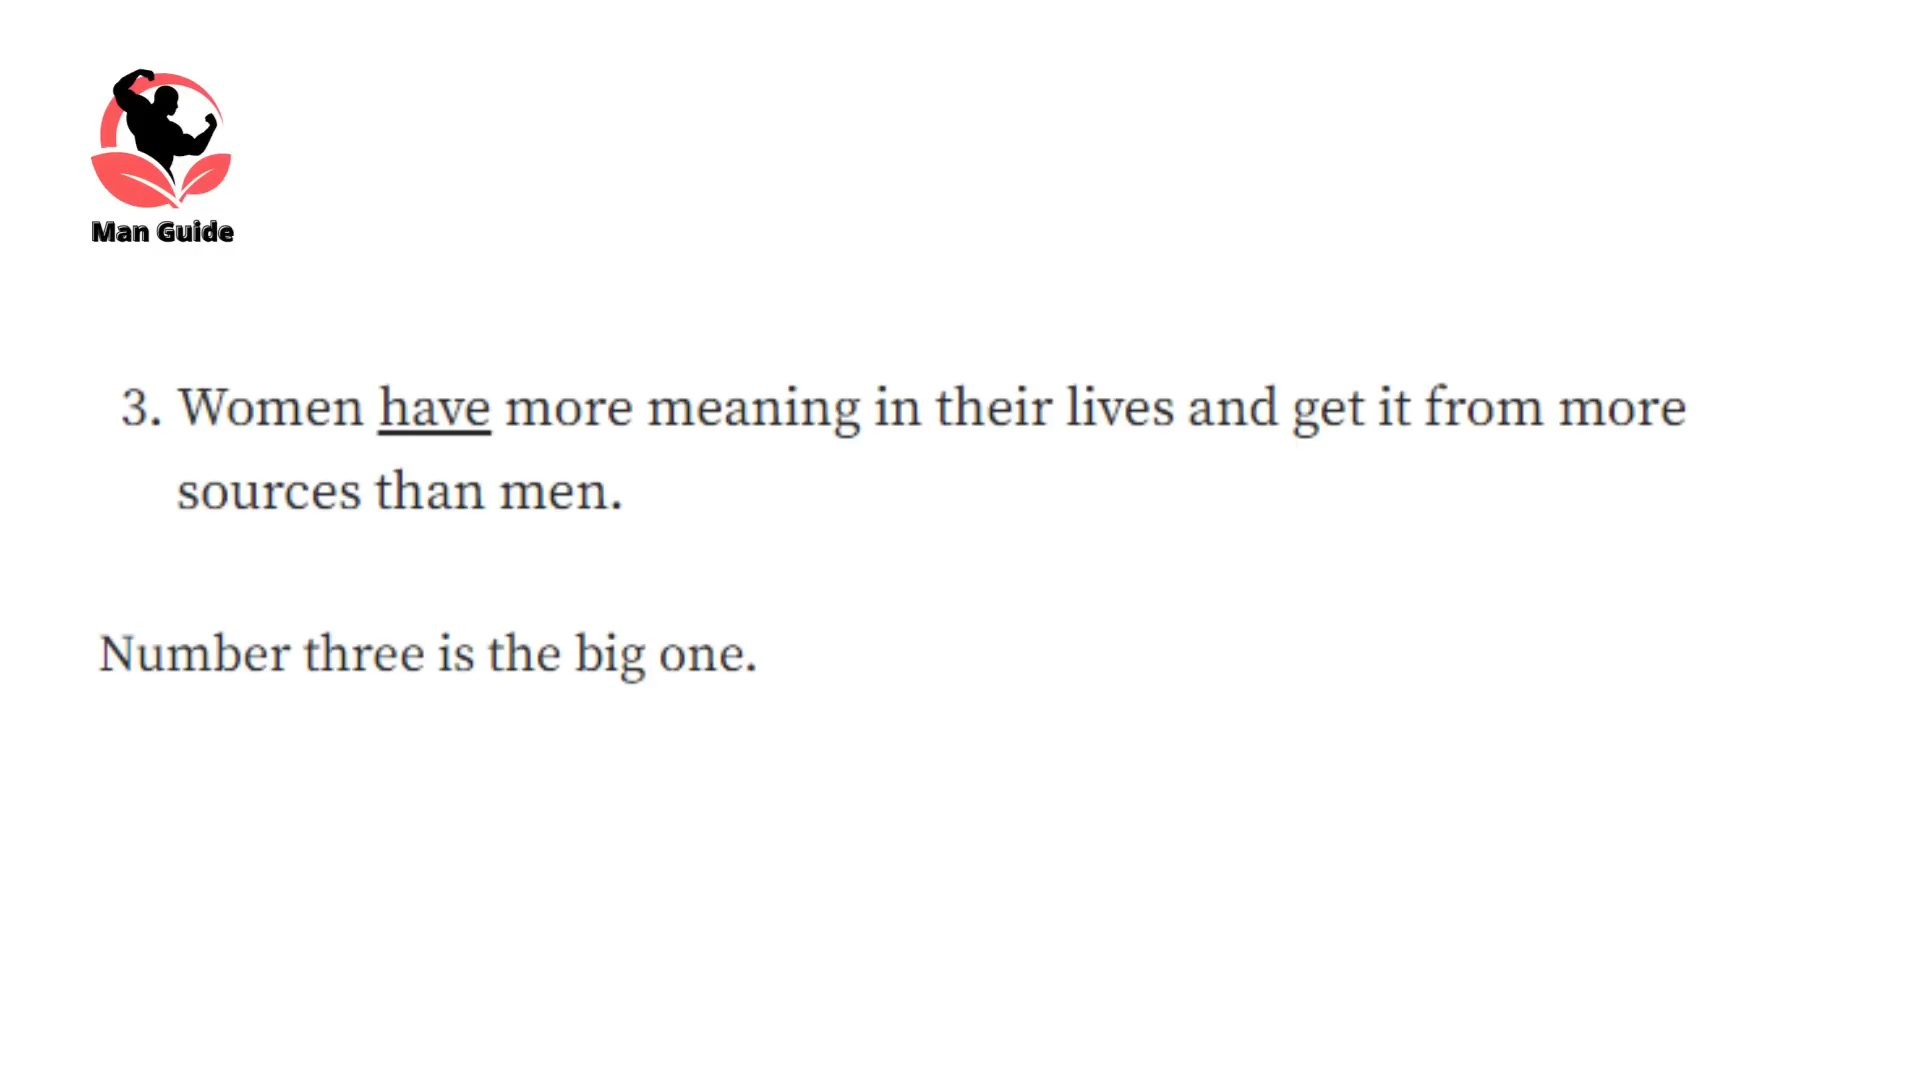 Man Guide
3. Women have more meaning in their lives and get it from more
sources than men.
Number three is the big one.